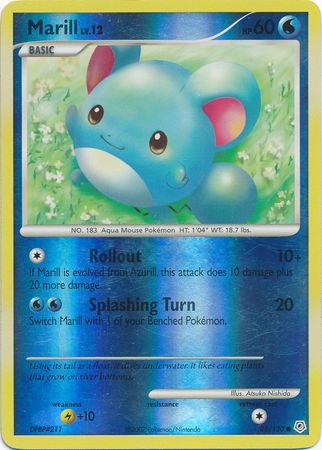 Marill LV.12
HP 60
BASIC
NO. 183 Aqua Mouse Pokémon HT: 1'04" WT: 18.7 lbs.
Rollout 10+
If Marill is evolved from Azurill, this attack does 10 damage plus
20 more damage.
Splashing Turn 20
Switch Marill with 1 of your Benched Pokémon.
Using its tail as a float, it dives underwater. It likes eating plants
that grow on river bottoms.
Illus. Atsuko Nishida
weakness resistance retreat cost
+10
DPBP#211 ©2007 Pokémon/Nintendo